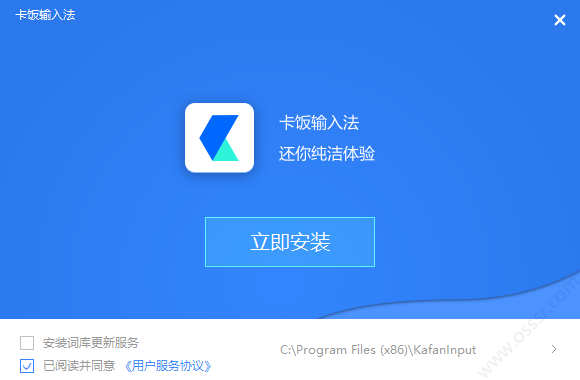 卡饭输入法
卡饭输入法
还你纯洁体验
立即安装
安装词库更新服务
已阅读并同意 《用户服务协议》
C:\Program Files (x86)\KafanInput
www.osssr.com